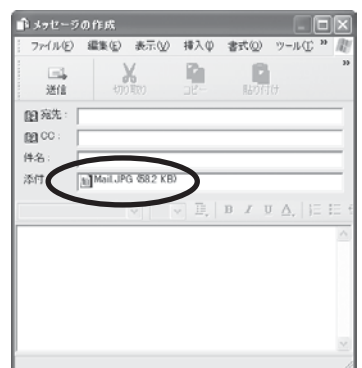 メッセージの作成
ファイル(F) 編集(E) 表示(V) 挿入(I) 書式(O) ツール(T) »
送信 切り取り コピー 貼り付け »
宛先:
CC:
件名:
添付 Mail.JPG (58.2 KB)
B I U A